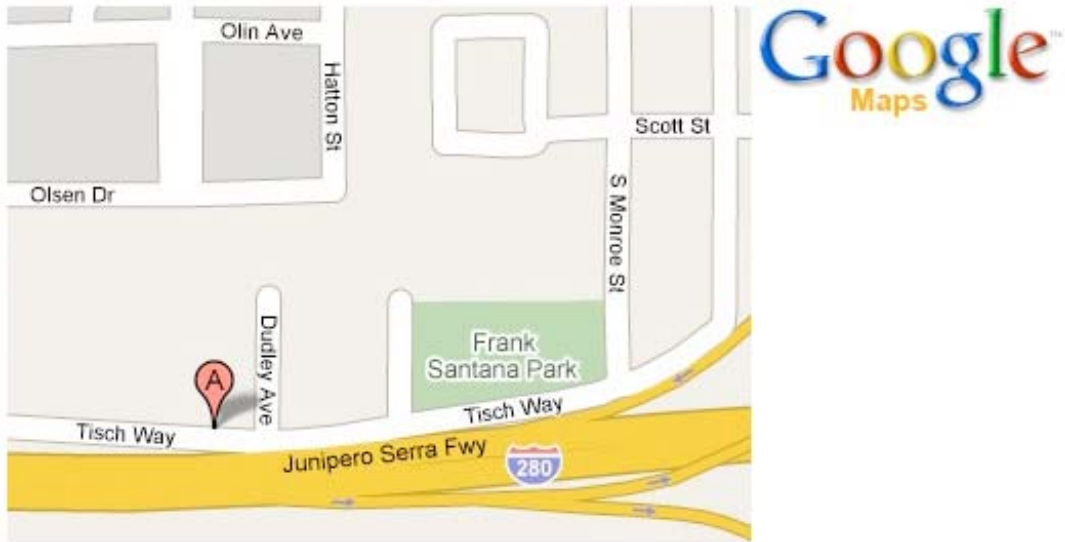 Olin Ave
Google™
Maps
Hatton St
Scott St
Olsen Dr
S Monroe St
Dudley Ave
Frank
Santana Park
A
Tisch Way
Tisch Way
Junipero Serra Fwy
280